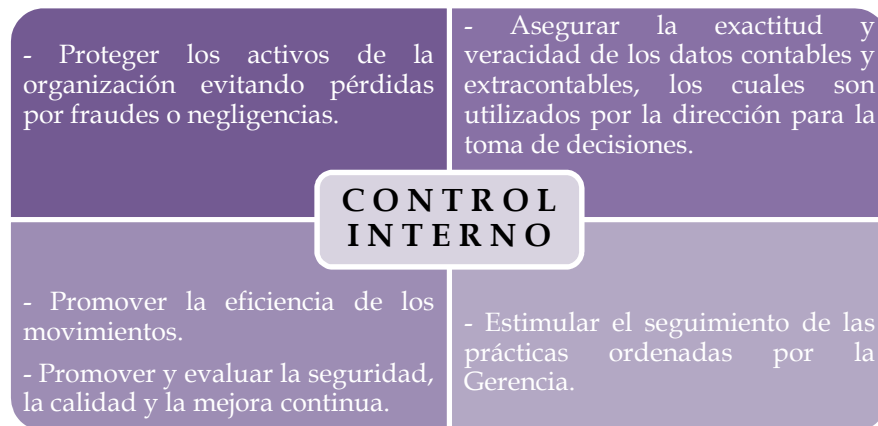 - Proteger los activos de la
organización evitando pérdidas
por fraudes o negligencias.
- Asegurar la exactitud y
veracidad de los datos contables y
extracontables, los cuales son
utilizados por la dirección para la
toma de decisiones.
CONTROL
INTERNO
- Promover la eficiencia de los
movimientos.
- Promover y evaluar la seguridad,
la calidad y la mejora continua.
- Estimular el seguimiento de las
prácticas ordenadas por la
Gerencia.